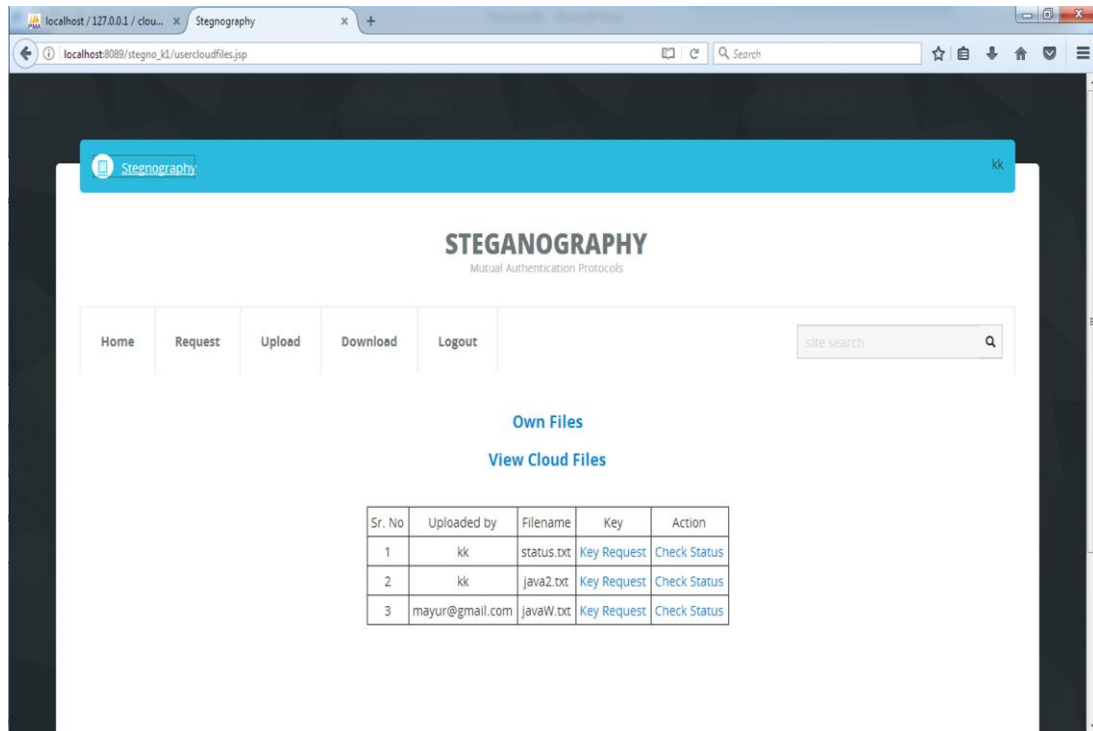 localhost / 127.0.0.1 / clou...
Stegnography
localhost:8089/stegno_k1/usercloudfiles.jsp
Search
Stegnography
kk
STEGANOGRAPHY
Mutual Authentication Protocols
Home Request Upload Download Logout
site search
Own Files
View Cloud Files
Sr. No Uploaded by Filename Key Action
1 kk status.txt Key Request Check Status
2 kk java2.txt Key Request Check Status
3 mayur@gmail.com javaW.txt Key Request Check Status